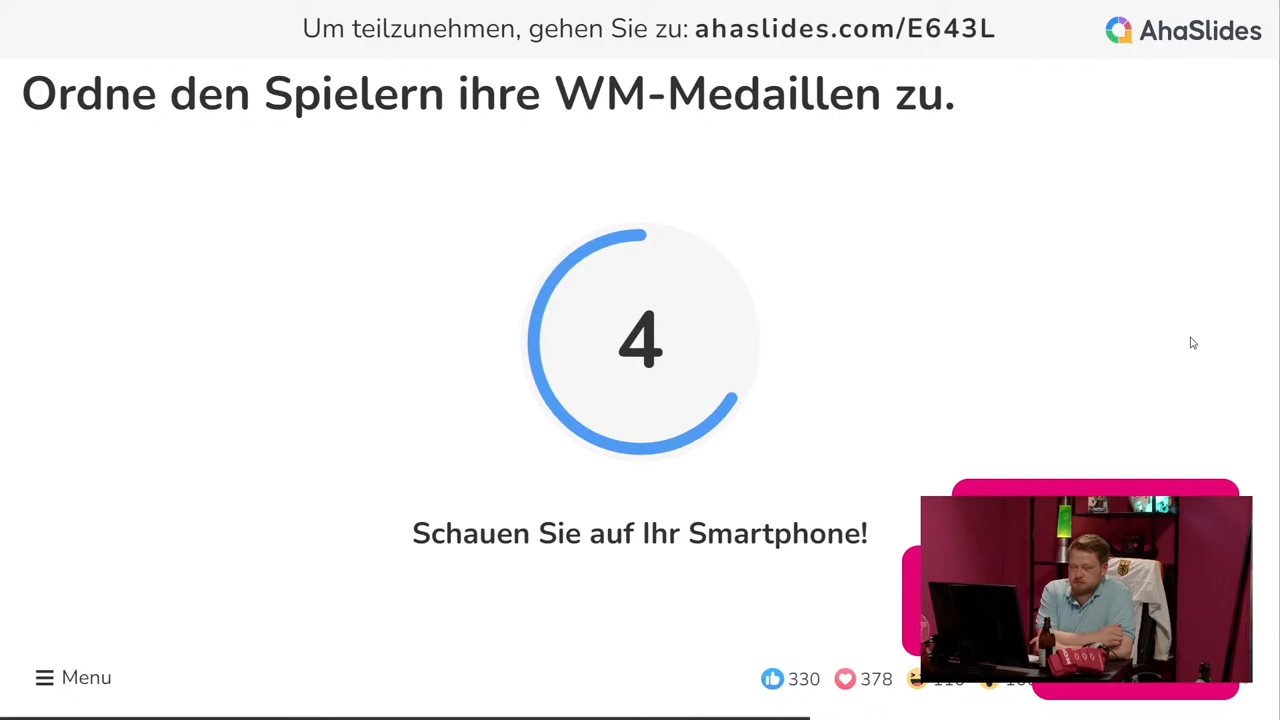 Um teilzunehmen, gehen Sie zu: ahaslides.com/E643L
AhaSlides
Ordne den Spielern ihre WM-Medaillen zu.
4
Schauen Sie auf Ihr Smartphone!
Menu
330
378